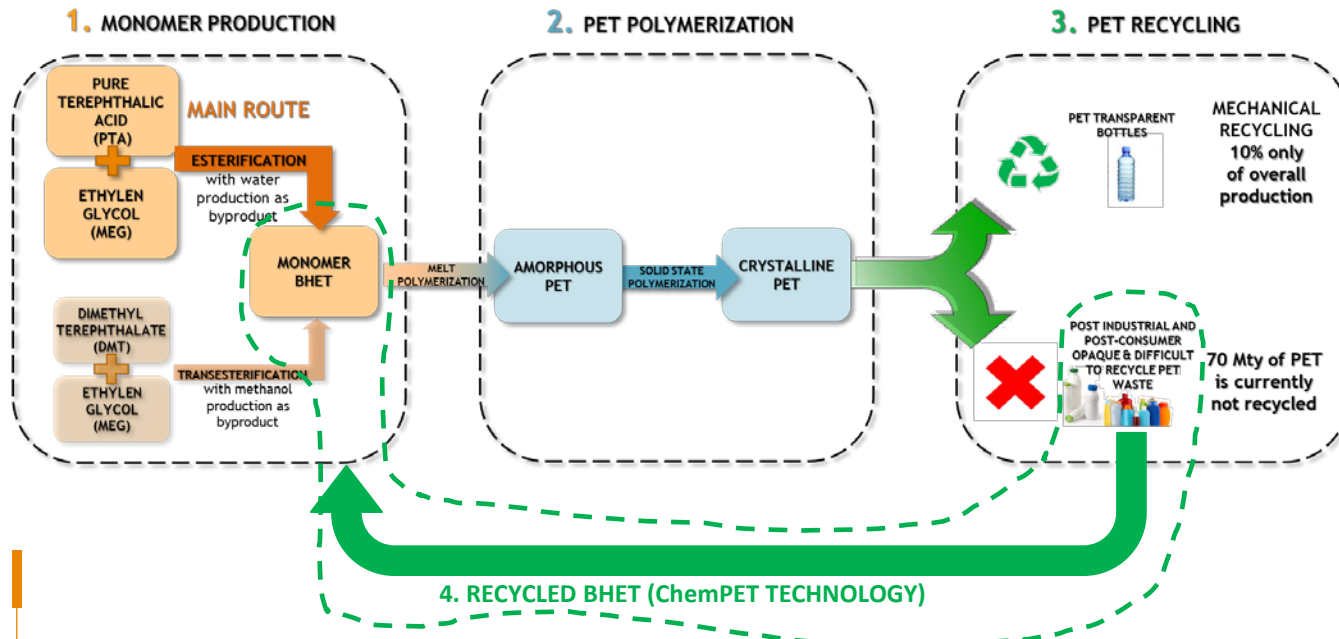 1. MONOMER PRODUCTION
PURE
TEREPHTHALIC
ACID
(PTA)
MAIN ROUTE
ESTERIFICATION
with water
production as
byproduct
ETHYLEN
GLYCOL
(MEG)
MONOMER
BHET
DIMETHYL
TEREPHTHALATE
(DMT)
TRANSESTERIFICATION
with methanol
production as
byproduct
ETHYLEN
GLYCOL
(MEG)
2. PET POLYMERIZATION
MELT
POLYMERIZATION
AMORPHOUS
PET
SOLID STATE
POLYMERIZATION
CRYSTALLINE
PET
3. PET RECYCLING
PET TRANSPARENT
BOTTLES
MECHANICAL
RECYCLING
10% only
of overall
production
POST INDUSTRIAL AND
POST-CONSUMER
OPAQUE & DIFFICULT
TO RECYCLE PET
WASTE
70 Mty of PET
is currently
not recycled
4. RECYCLED BHET (ChemPET TECHNOLOGY)